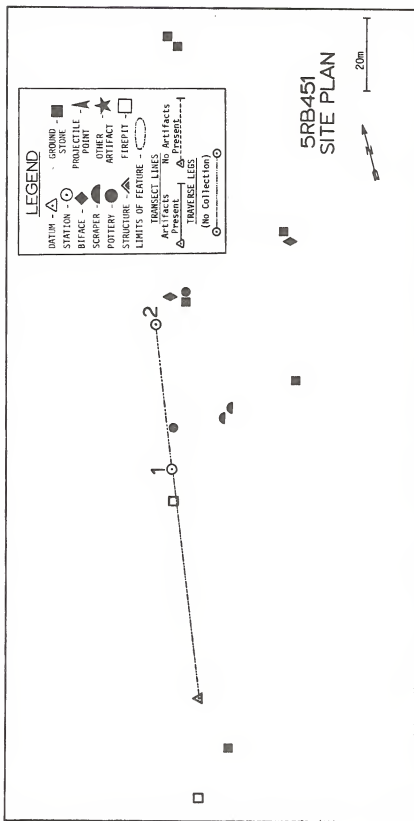 LEGEND
DATUM -
STATION -
BIFACE -
SCRAPER -
POTTERY -
STRUCTURE -
GROUND STONE -
PROJECTILE POINT -
OTHER ARTIFACT -
FIREPIT -
LIMITS OF FEATURE -
TRANSECT LINES
Artifacts Present
No Artifacts Present
TRAVERSE LEGS
(No Collection)
1
2
5RB451
SITE PLAN
N
20m